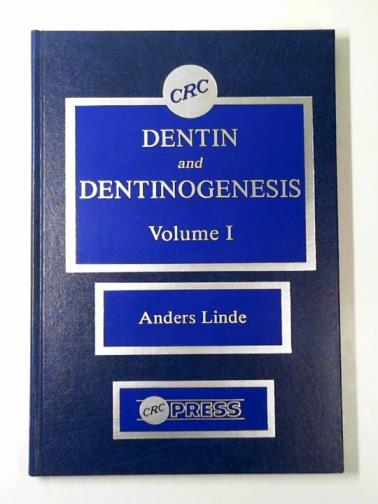 CRC
DENTIN
and
DENTINOGENESIS
Volume I
Anders Linde
CRC PRESS